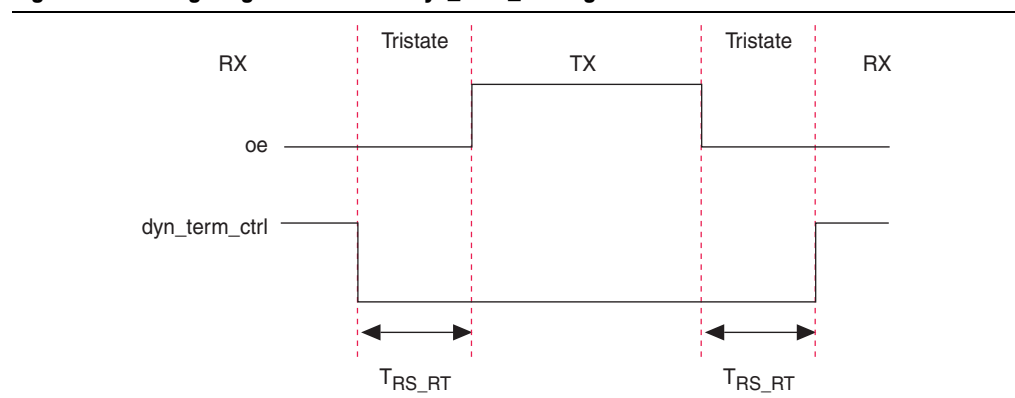 Tristate
Tristate
RX
TX
RX
oe
dyn_term_ctrl
T_RS_RT
T_RS_RT